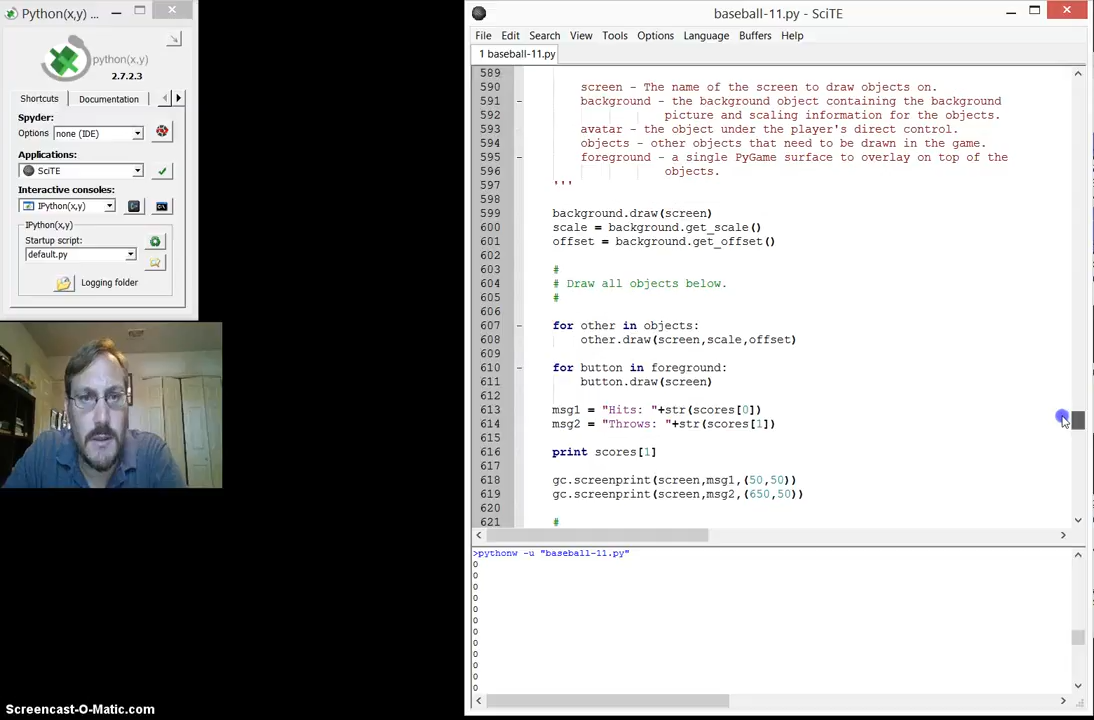 Python(x,y)
python(x,y)
2.7.2.3
Shortcuts
Documentation
Spyder:
Options
none (IDE)
Applications:
SciTE
Interactive consoles:
IPython(x,y)
IPython(x,y)
Startup script:
default.py
Logging folder
baseball-11.py - SciTE
File Edit Search View Tools Options Language Buffers Help
1 baseball-11.py
589
590 screen - The name of the screen to draw objects on.
591 background - the background object containing the background
592 picture and scaling information for the objects.
593 avatar - the object under the player's direct control.
594 objects - other objects that need to be drawn in the game.
595 foreground - a single PyGame surface to overlay on top of the
596 objects.
597 '''
598
599 background.draw(screen)
600 scale = background.get_scale()
601 offset = background.get_offset()
602
603 #
604 # Draw all objects below.
605 #
606
607 for other in objects:
608 other.draw(screen,scale,offset)
609
610 for button in foreground:
611 button.draw(screen)
612
613 msg1 = "Hits: "+str(scores[0])
614 msg2 = "Throws: "+str(scores[1])
615
616 print scores[1]
617
618 gc.screenprint(screen,msg1,(50,50))
619 gc.screenprint(screen,msg2,(650,50))
620
621 #
>pythonw -u "baseball-11.py"
0
0
0
0
0
0
0
0
0
0
0
0
Screencast-O-Matic.com